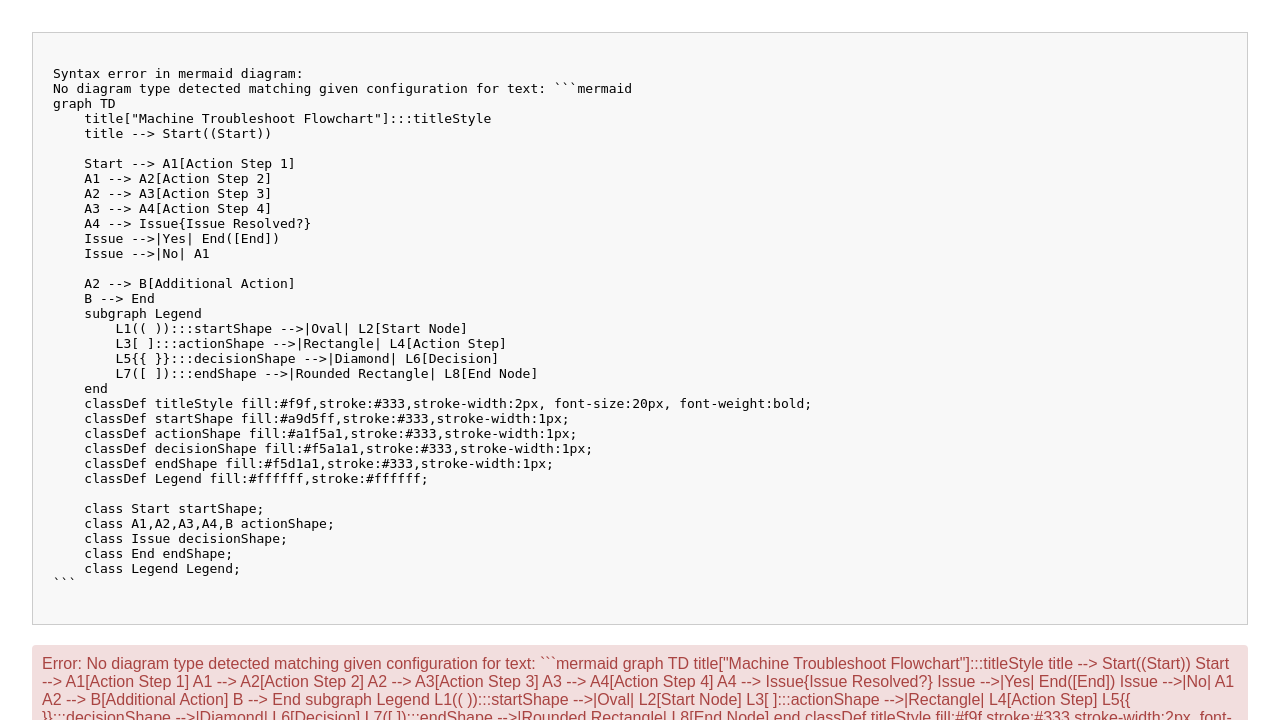 Syntax error in mermaid diagram:
No diagram type detected matching given configuration for text: ```mermaid
graph TD
    title["Machine Troubleshoot Flowchart"]:::titleStyle
    title --> Start((Start))

    Start --> A1[Action Step 1]
    A1 --> A2[Action Step 2]
    A2 --> A3[Action Step 3]
    A3 --> A4[Action Step 4]
    A4 --> Issue{Issue Resolved?}
    Issue -->|Yes| End([End])
    Issue -->|No| A1

    A2 --> B[Additional Action]
    B --> End
    subgraph Legend
        L1(( )):::startShape -->|Oval| L2[Start Node]
        L3[ ]:::actionShape -->|Rectangle| L4[Action Step]
        L5{{ }}:::decisionShape -->|Diamond| L6[Decision]
        L7([ ]):::endShape -->|Rounded Rectangle| L8[End Node]
    end
    classDef titleStyle fill:#f9f,stroke:#333,stroke-width:2px, font-size:20px, font-weight:bold;
    classDef startShape fill:#a9d5ff,stroke:#333,stroke-width:1px;
    classDef actionShape fill:#a1f5a1,stroke:#333,stroke-width:1px;
    classDef decisionShape fill:#f5a1a1,stroke:#333,stroke-width:1px;
    classDef endShape fill:#f5d1a1,stroke:#333,stroke-width:1px;
    classDef Legend fill:#ffffff,stroke:#ffffff;

    class Start startShape;
    class A1,A2,A3,A4,B actionShape;
    class Issue decisionShape;
    class End endShape;
    class Legend Legend;
```
Error: No diagram type detected matching given configuration for text: ```mermaid graph TD title["Machine Troubleshoot Flowchart"]:::titleStyle title --> Start((Start)) Start
--> A1[Action Step 1] A1 --> A2[Action Step 2] A2 --> A3[Action Step 3] A3 --> A4[Action Step 4] A4 --> Issue{Issue Resolved?} Issue -->|Yes| End([End]) Issue -->|No| A1
A2 --> B[Additional Action] B --> End subgraph Legend L1(( )):::startShape -->|Oval| L2[Start Node] L3[ ]:::actionShape -->|Rectangle| L4[Action Step] L5{{
}}:::decisionShape -->|Diamond| L6[Decision] L7([ ]):::endShape -->|Rounded Rectangle| L8[End Node] end classDef titleStyle fill:#f9f,stroke:#333,stroke-width:2px, font-